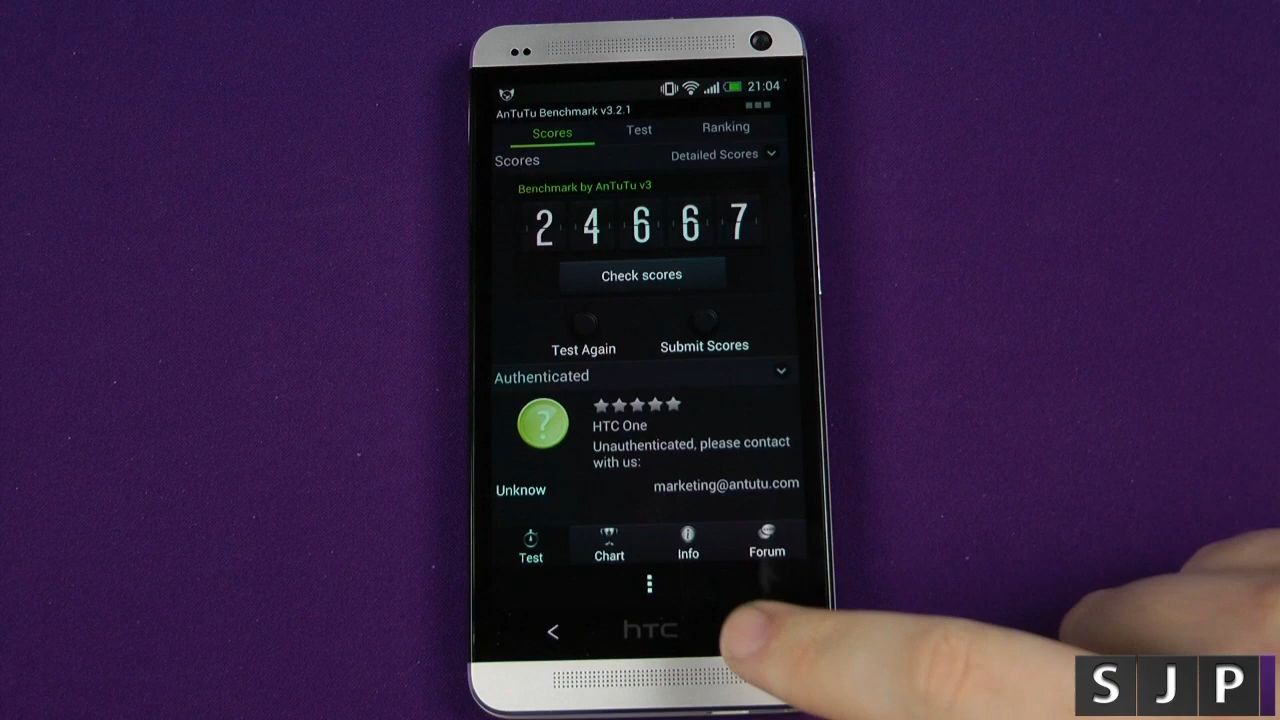 21:04
AnTuTu Benchmark v3.2.1
Scores Test Ranking
Scores Detailed Scores
Benchmark by AnTuTu v3
2 4 6 6 7
Check scores
Test Again Submit Scores
Authenticated
?
HTC One
Unauthenticated, please contact
with us:
Unknow marketing@antutu.com
Test Chart Info Forum
htc
S J P